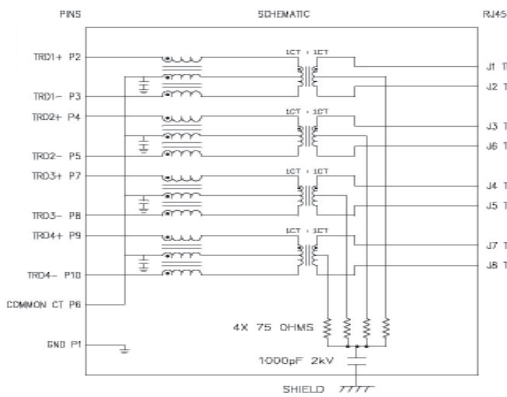 PINS SCHEMATIC RJ45
1CT : 1CT
TRD1+ P2
J1 T
J2 T
TRD1- P3
TRD2+ P4
1CT : 1CT
J3 T
J6 T
TRD2- P5
TRD3+ P7
1CT : 1CT
J4 T
J5 T
TRD3- P8
TRD4+ P9
1CT : 1CT
J7 T
J8 T
TRD4- P10
COMMON CT P6
4X 75 OHMS
GND P1
1000pF 2kV
SHIELD